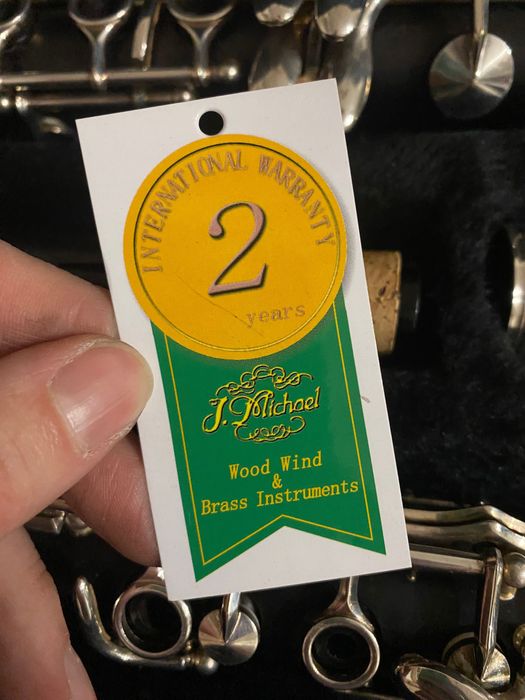 INTERNATIONAL WARRANTY
2
years
J. Michael
Wood Wind
&
Brass Instruments